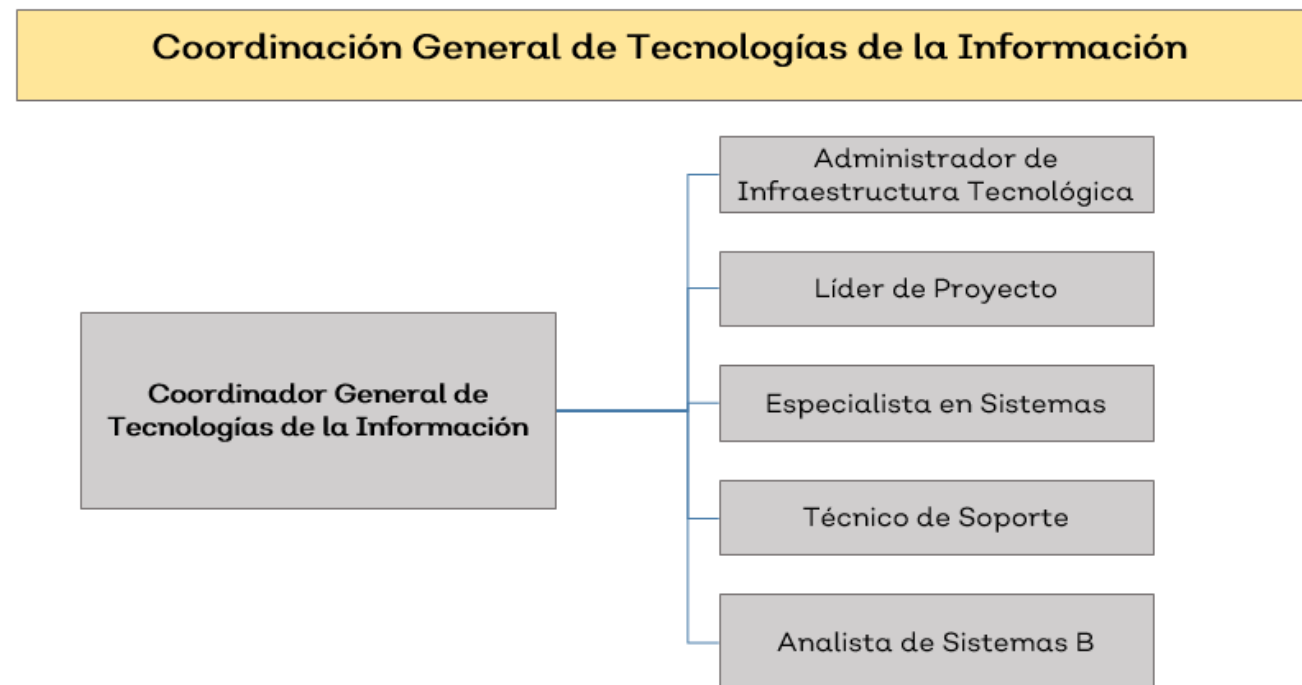 Coordinación General de Tecnologías de la Información
Administrador de
Infraestructura Tecnológica
Líder de Proyecto
Coordinador General de
Tecnologías de la Información
Especialista en Sistemas
Técnico de Soporte
Analista de Sistemas B